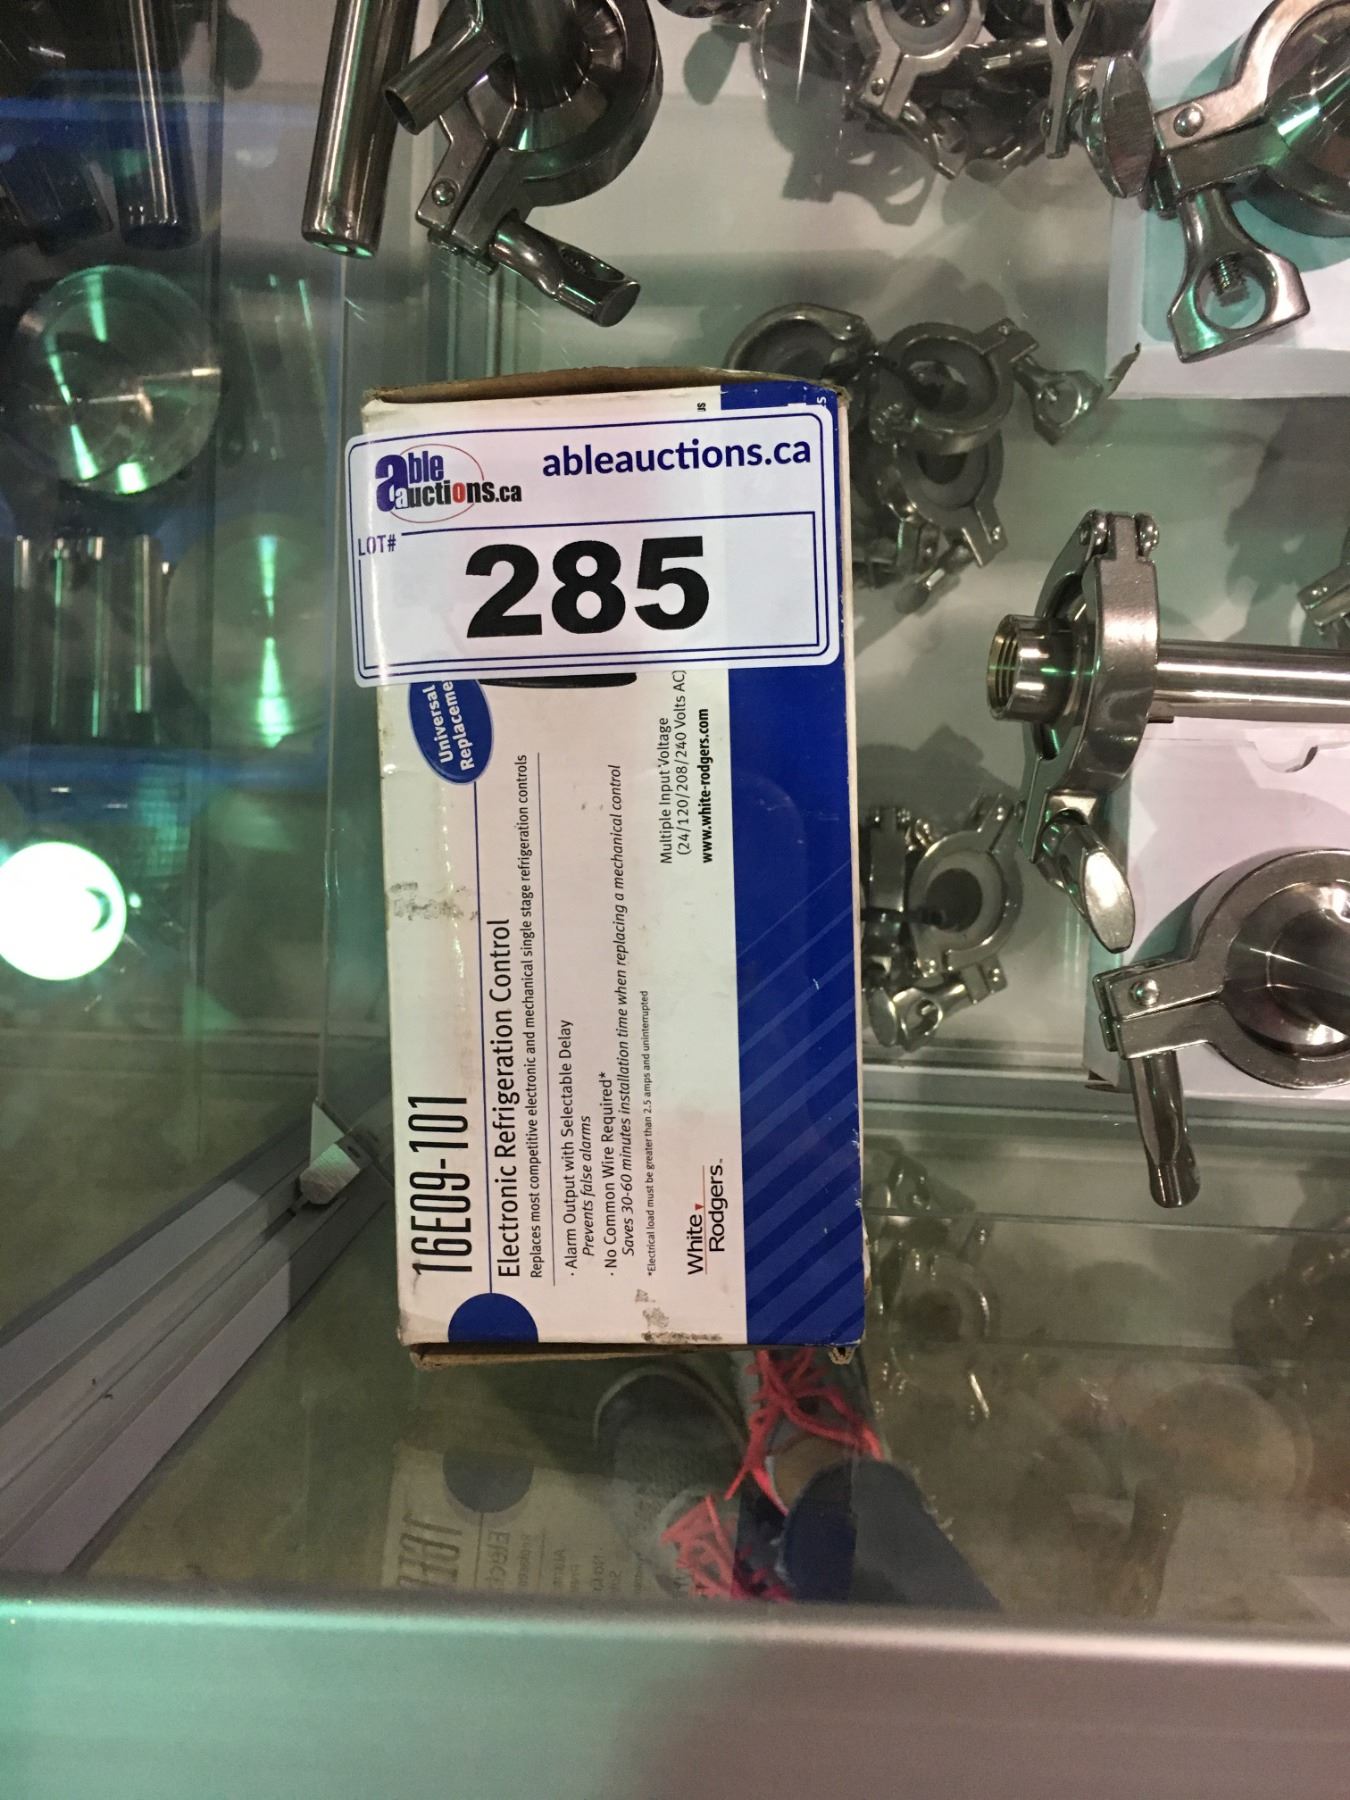 able auctions.ca
ableauctions.ca
LOT#
285
16E09-101
Universal
Electronic Refrigeration Control
Replaces most competitive electronic and mechanical single stage refrigeration controls
· Alarm Output with Selectable Delay
Prevents false alarms
· No Common Wire Required*
Saves 30-60 minutes installation time when replacing a mechanical control
*Electrical load must be greater than 2.5 amps and uninterrupted
Multiple Input Voltage
(24/120/208/240 Volts AC)
www.white-rodgers.com
White
Rodgers.